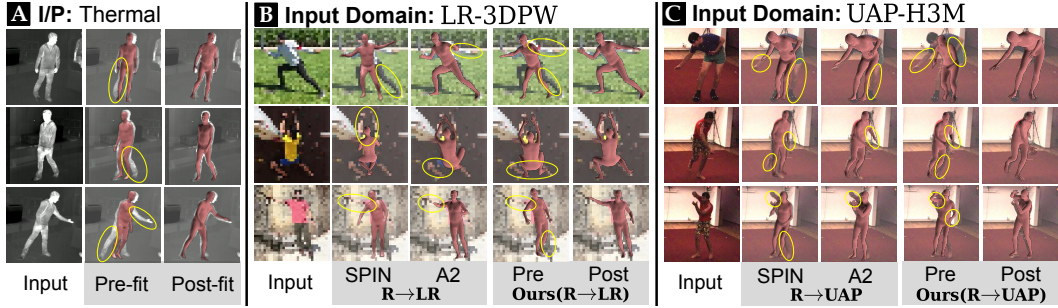 A I/P: Thermal
Input Pre-fit Post-fit
B Input Domain: LR-3DPW
Input SPIN A2 Pre Post
R→LR Ours(R→LR)
C Input Domain: UAP-H3M
Input SPIN A2 Pre Post
R→UAP Ours(R→UAP)